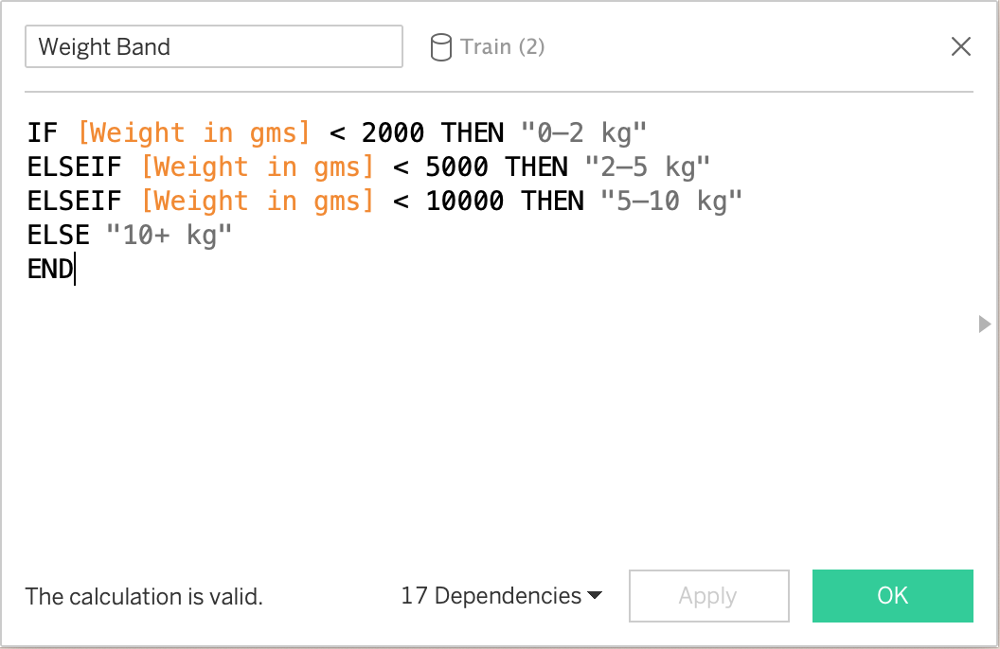 Weight Band
Train (2)
IF [Weight in gms] < 2000 THEN "0–2 kg"
ELSEIF [Weight in gms] < 5000 THEN "2–5 kg"
ELSEIF [Weight in gms] < 10000 THEN "5–10 kg"
ELSE "10+ kg"
END
The calculation is valid.
17 Dependencies
Apply
OK